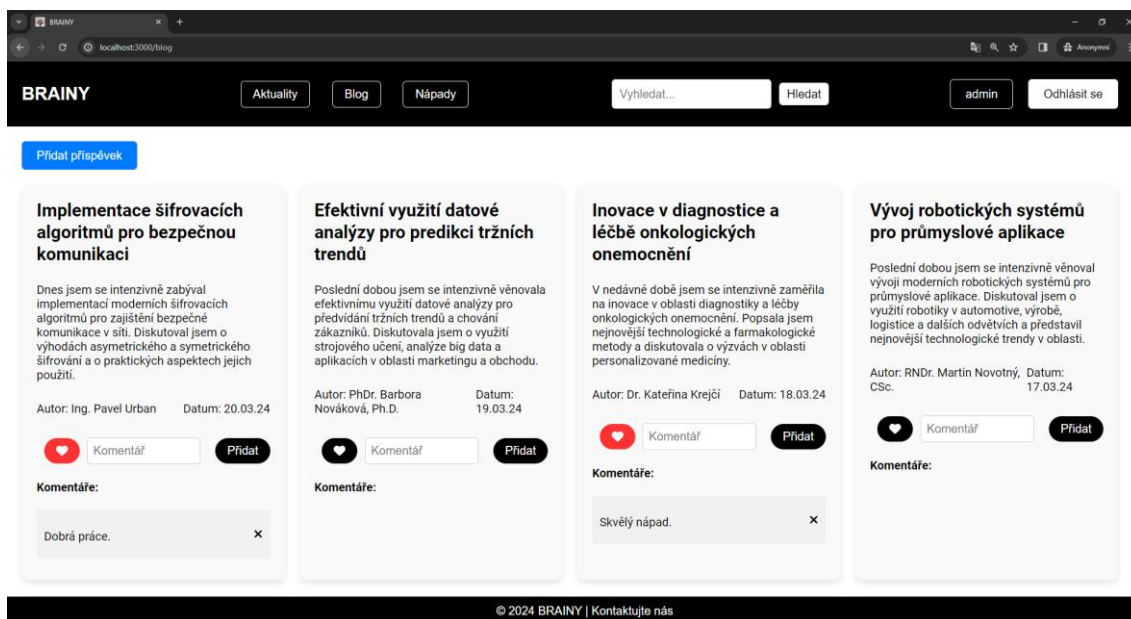 BRAINY
localhost:3000/blog
Anonymní
BRAINY
Aktuality
Blog
Nápady
Vyhledat...
Hledat
admin
Odhlásit se
Přidat příspěvek
Implementace šifrovacích
algoritmů pro bezpečnou
komunikaci
Dnes jsem se intenzivně zabýval
implementací moderních šifrovacích
algoritmů pro zajištění bezpečné
komunikace v síti. Diskutoval jsem o
výhodách asymetrického a symetrického
šifrování a o praktických aspektech jejich
použití.
Autor: Ing. Pavel Urban
Datum: 20.03.24
Komentář
Přidat
Komentáře:
Dobrá práce.
Efektivní využití datové
analýzy pro predikci tržních
trendů
Poslední dobou jsem se intenzivně věnovala
efektivnímu využití datové analýzy pro
předvídání tržních trendů a chování
zákazníků. Diskutovala jsem o využití
strojového učení, analýze big data a
aplikacích v oblasti marketingu a obchodu.
Autor: PhDr. Barbora
Nováková, Ph.D.
Datum:
19.03.24
Komentář
Přidat
Komentáře:
Inovace v diagnostice a
léčbě onkologických
onemocnění
V nedávné době jsem se intenzivně zaměřila
na inovace v oblasti diagnostiky a léčby
onkologických onemocnění. Popsala jsem
nejnovější technologické a farmakologické
metody a diskutovala o výzvách v oblasti
personalizované medicíny.
Autor: Dr. Kateřina Krejčí
Datum: 18.03.24
Komentář
Přidat
Komentáře:
Skvělý nápad.
Vývoj robotických systémů
pro průmyslové aplikace
Poslední dobou jsem se intenzivně věnoval
vývoji moderních robotických systémů pro
průmyslové aplikace. Diskutoval jsem o
využití robotiky v automotive, výrobě,
logistice a dalších odvětvích a představil
nejnovější technologické trendy v oblasti.
Autor: RNDr. Martin Novotný,
CSc.
Datum:
17.03.24
Komentář
Přidat
Komentáře:
© 2024 BRAINY | Kontaktujte nás